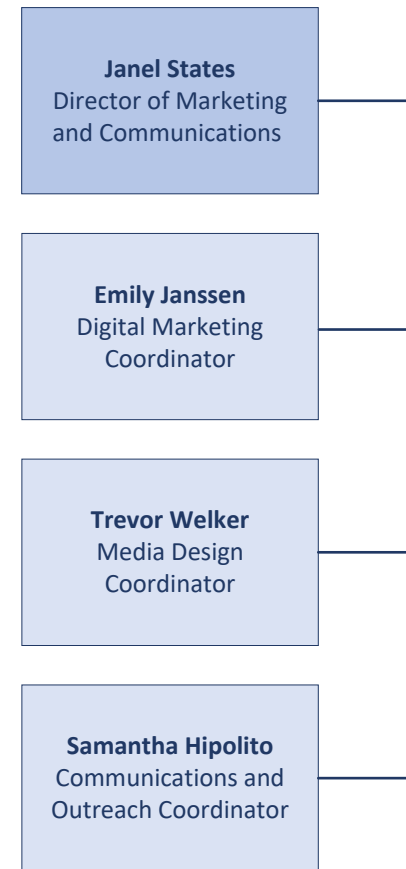 Janel States
Director of Marketing
and Communications
Emily Janssen
Digital Marketing
Coordinator
Trevor Welker
Media Design
Coordinator
Samantha Hipolito
Communications and
Outreach Coordinator